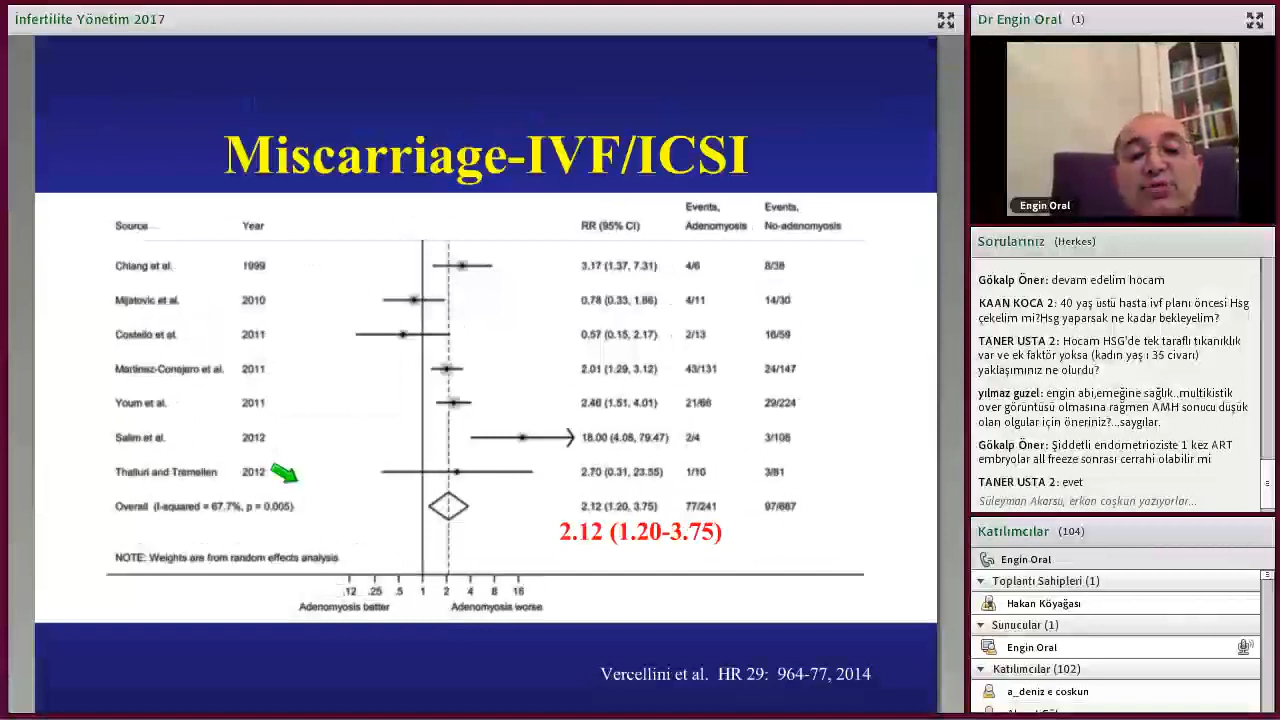 İnfertilite Yönetim 2017
Miscarriage-IVF/ICSI
Source Year RR (95% CI) Events, Adenomyosis Events, No-adenomyosis
Chiang et al. 1999 3.17 (1.37, 7.31) 4/6 8/38
Mijatovic et al. 2010 0.78 (0.33, 1.86) 4/11 14/30
Costello et al. 2011 0.57 (0.15, 2.17) 2/13 16/59
Martinez-Conejero et al. 2011 2.01 (1.29, 3.12) 43/131 24/147
Youm et al. 2011 2.46 (1.51, 4.01) 21/66 29/224
Salim et al. 2012 18.00 (4.08, 79.47) 2/4 3/108
Thalluri and Tremellen 2012 2.70 (0.31, 23.55) 1/10 3/81
Overall (I-squared = 67.7%, p = 0.005) 2.12 (1.20, 3.75) 77/241 97/687
2.12 (1.20-3.75)
NOTE: Weights are from random effects analysis
.12 .25 .5 1 2 4 8 16
Adenomyosis better Adenomyosis worse
Vercellini et al. HR 29: 964-77, 2014
Dr Engin Oral (1)
Engin Oral
Sorularınız (Herkes)
Gökalp Öner: devam edelim hocam
KAAN KOCA 2: 40 yaş üstu hasta ivf planı öncesi Hsg
çekelim mi?Hsg yaparsak ne kadar bekleyelim?
TANER USTA 2: Hocam HSG'de tek taraflı tıkanıklık
var ve ek faktör yoksa (kadın yaş ı 35 civarı)
yaklaşımınız ne olurdu?
yılmaz guzel: engin abi,emeğine sağlık..multikistik
over görüntüsü olmasına rağmen AMH sonucu düşük
olan olgular için öneriniz?...saygılar.
Gökalp Öner: Şiddetli endometrioziste 1 kez ART
embryolar all freeze sonrası cerrahi olabilir mi
TANER USTA 2: evet
Süleyman Akarsu, erkan coşkun yazıyorlar...
Katılımcılar (104)
Engin Oral
Toplantı Sahipleri (1)
Hakan Köyağası
Sunucular (1)
Engin Oral
Katılımcılar (102)
a_deniz e coskun